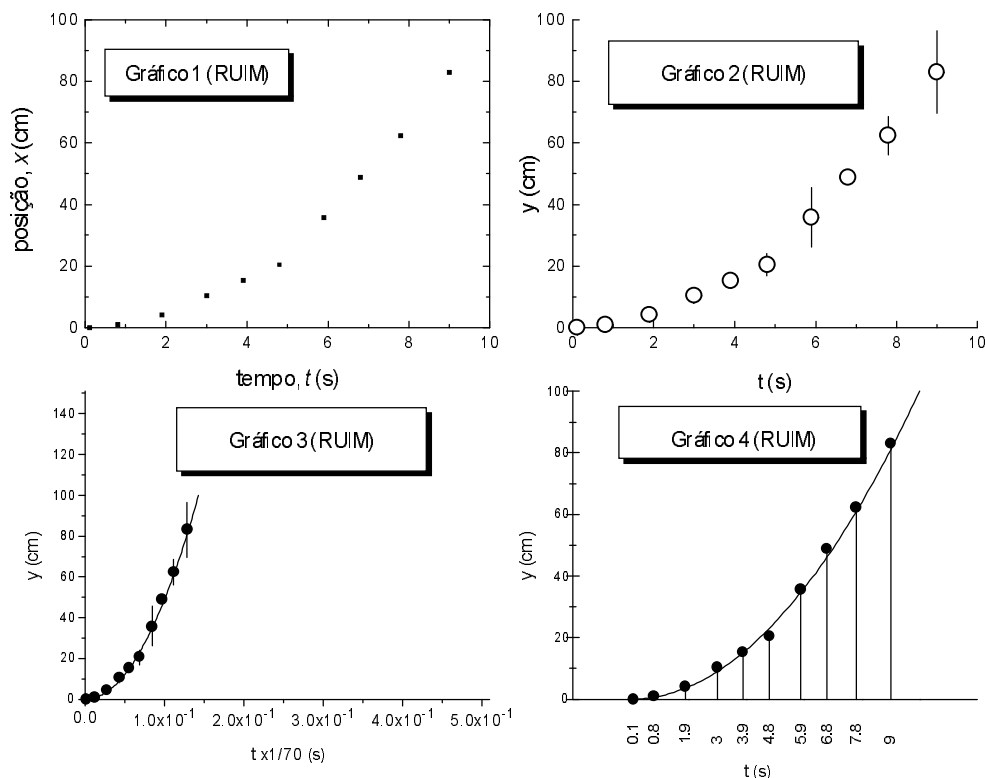 Gráfico 1 (RUIM)
posição, x (cm)
100
80
60
40
20
0
0 2 4 6 8 10
tempo, t (s)
Gráfico 2 (RUIM)
y (cm)
100
80
60
40
20
0
0 2 4 6 8 10
t (s)
Gráfico 3 (RUIM)
y (cm)
140
120
100
80
60
40
20
0
0.0 1.0x10⁻¹ 2.0x10⁻¹ 3.0x10⁻¹ 4.0x10⁻¹ 5.0x10⁻¹
t x1/70 (s)
Gráfico 4 (RUIM)
y (cm)
100
80
60
40
20
0
0.1 0.8 1.9 3 3.9 4.8 5.9 6.8 7.8 9
t (s)